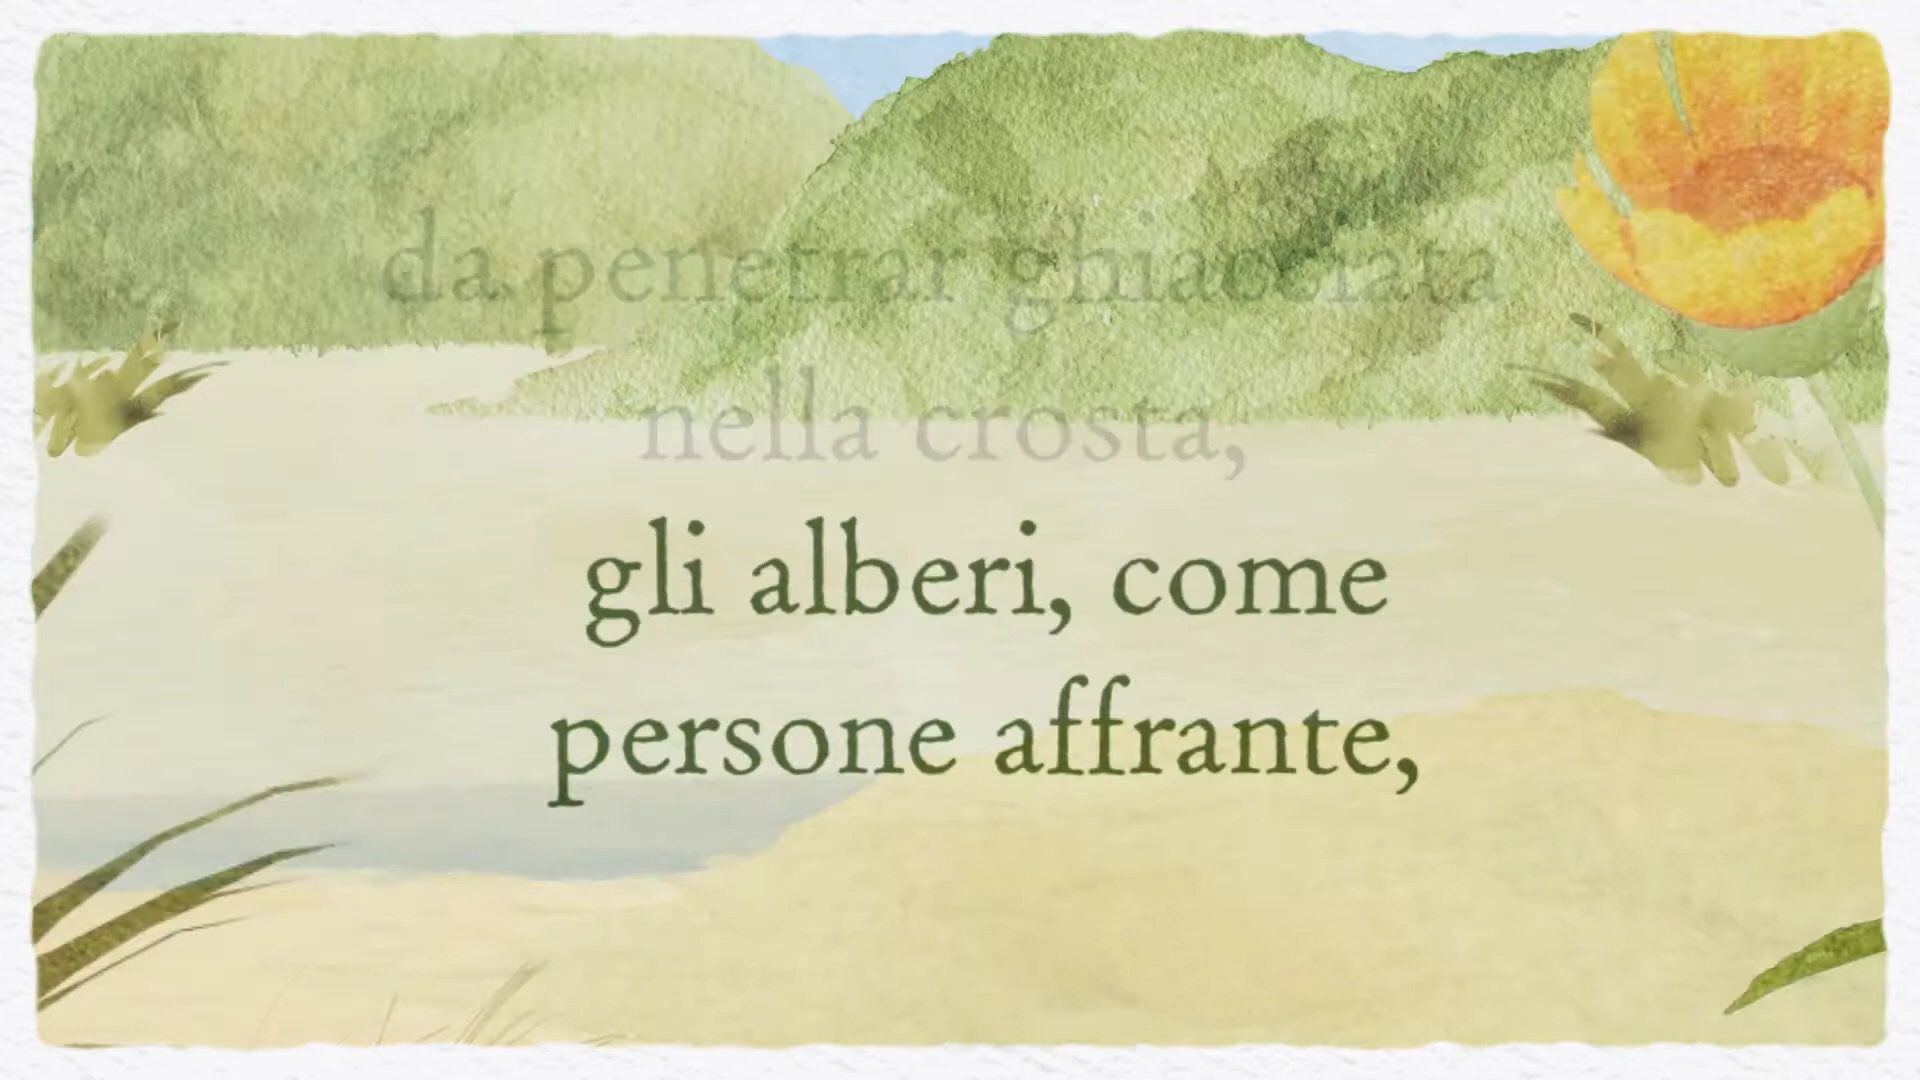 da penetrar ghiacciata
nella crosta,
gli alberi, come
persone affrante,